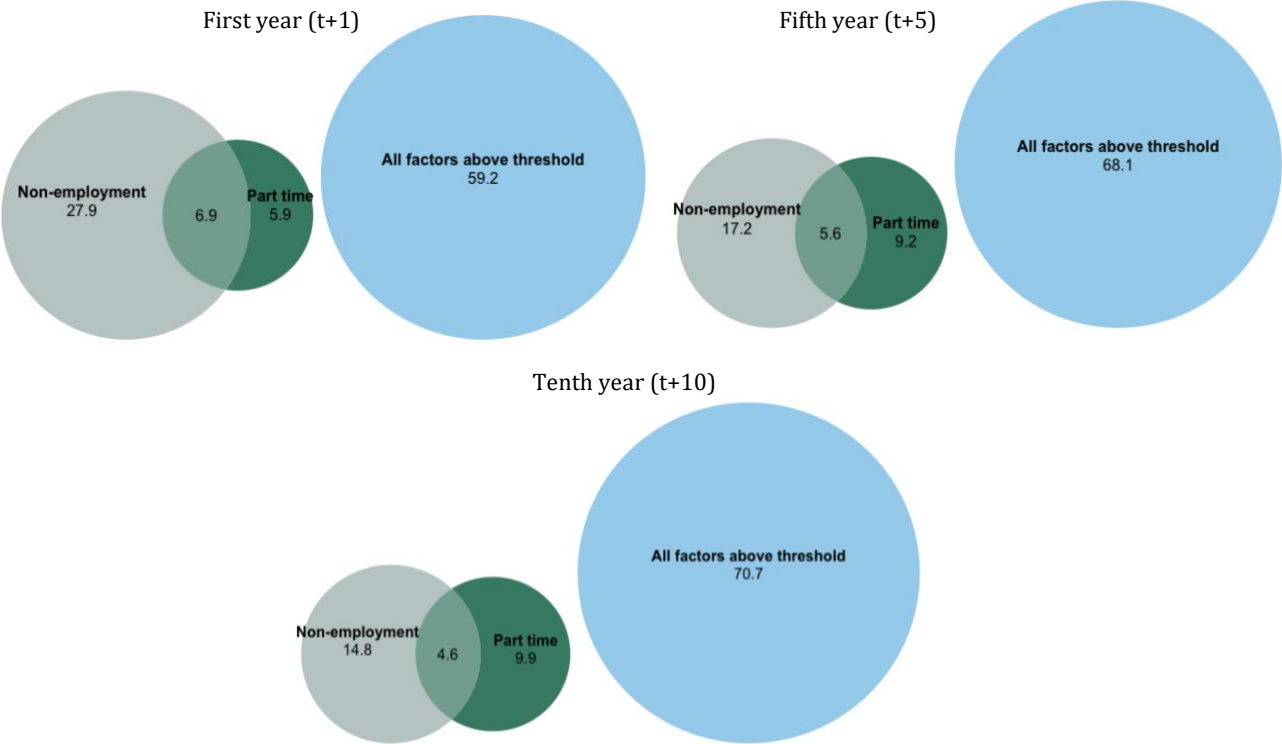 First year (t+1)
Non-employment
27.9
6.9
Part time
5.9
All factors above threshold
59.2
Fifth year (t+5)
Non-employment
17.2
5.6
Part time
9.2
All factors above threshold
68.1
Tenth year (t+10)
Non-employment
14.8
4.6
Part time
9.9
All factors above threshold
70.7